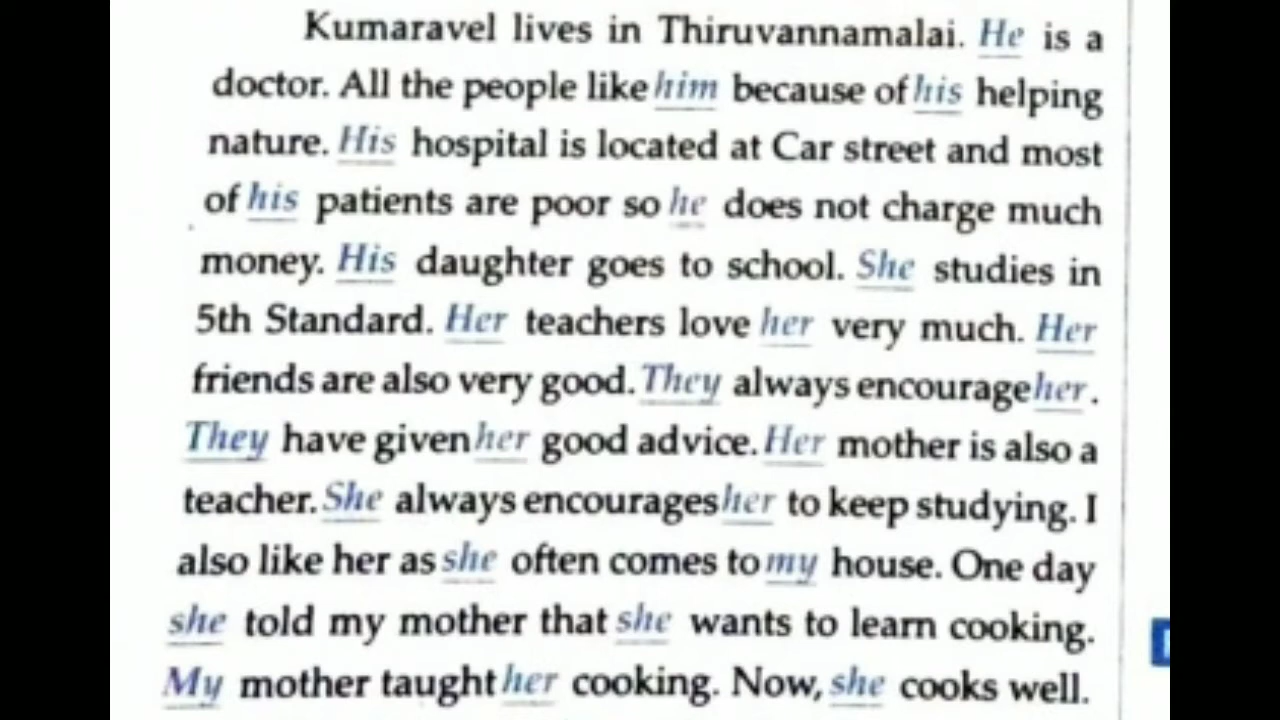 Kumaravel lives in Thiruvannamalai. He is a
doctor. All the people like him because of his helping
nature. His hospital is located at Car street and most
of his patients are poor so he does not charge much
money. His daughter goes to school. She studies in
5th Standard. Her teachers love her very much. Her
friends are also very good. They always encourage her.
They have given her good advice. Her mother is also a
teacher. She always encourages her to keep studying. I
also like her as she often comes to my house. One day
she told my mother that she wants to learn cooking.
My mother taught her cooking. Now, she cooks well.